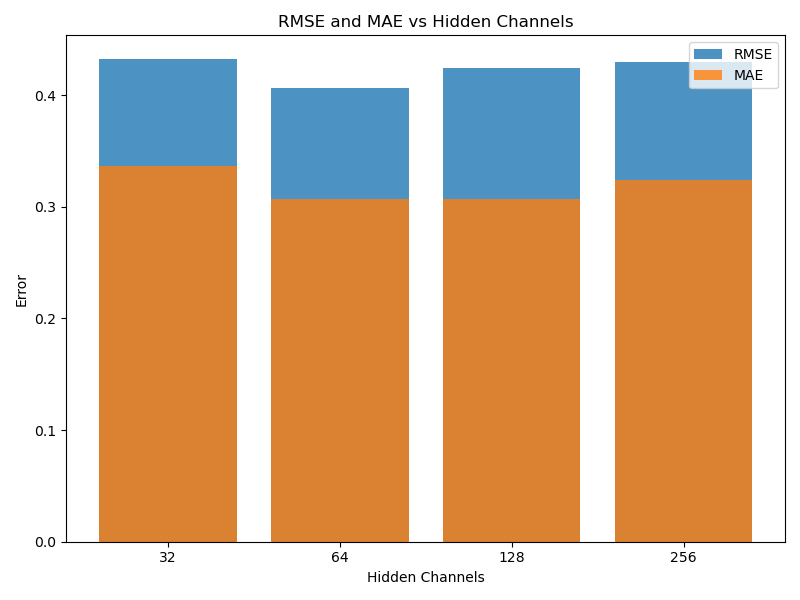 RMSE and MAE vs Hidden Channels
RMSE
MAE
0.4
0.3
0.2
0.1
0.0
Error
32 64 128 256
Hidden Channels